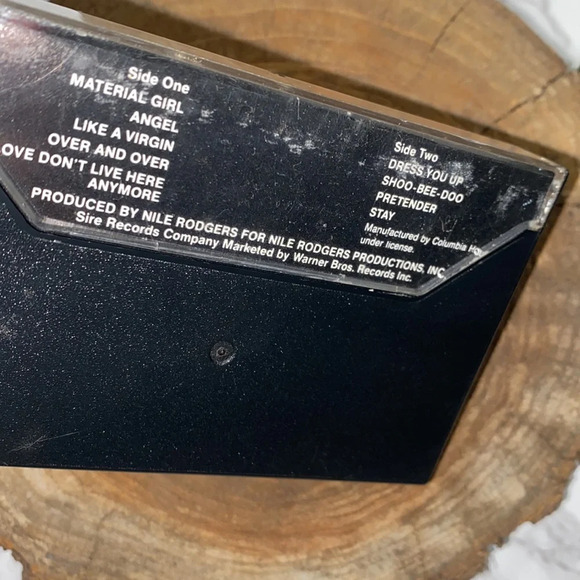 Side One
MATERIAL GIRL
ANGEL
LIKE A VIRGIN
OVER AND OVER
OVE DON'T LIVE HERE
ANYMORE
Side Two
DRESS YOU UP
SHOO-BEE-DOO
PRETENDER
STAY
Manufactured by Columbia
under license.
PRODUCED BY NILE RODGERS FOR NILE RODGERS PRODUCTIONS, INC.
Sire Records Company Marketed by Warner Bros. Records Inc.